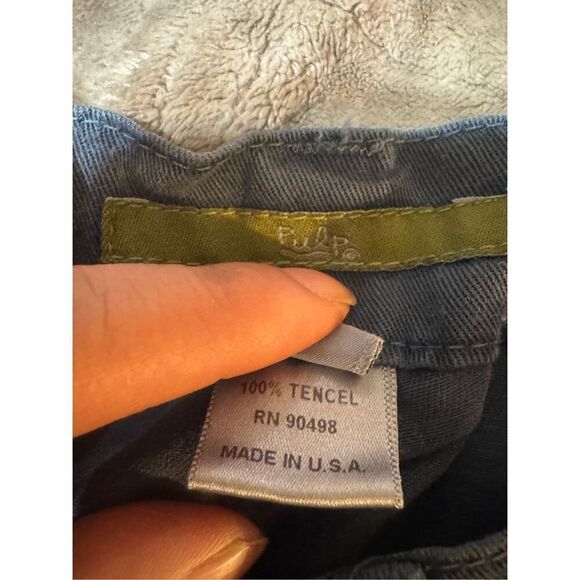 Pulp
100% TENCEL
RN 90498
MADE IN U.S.A.